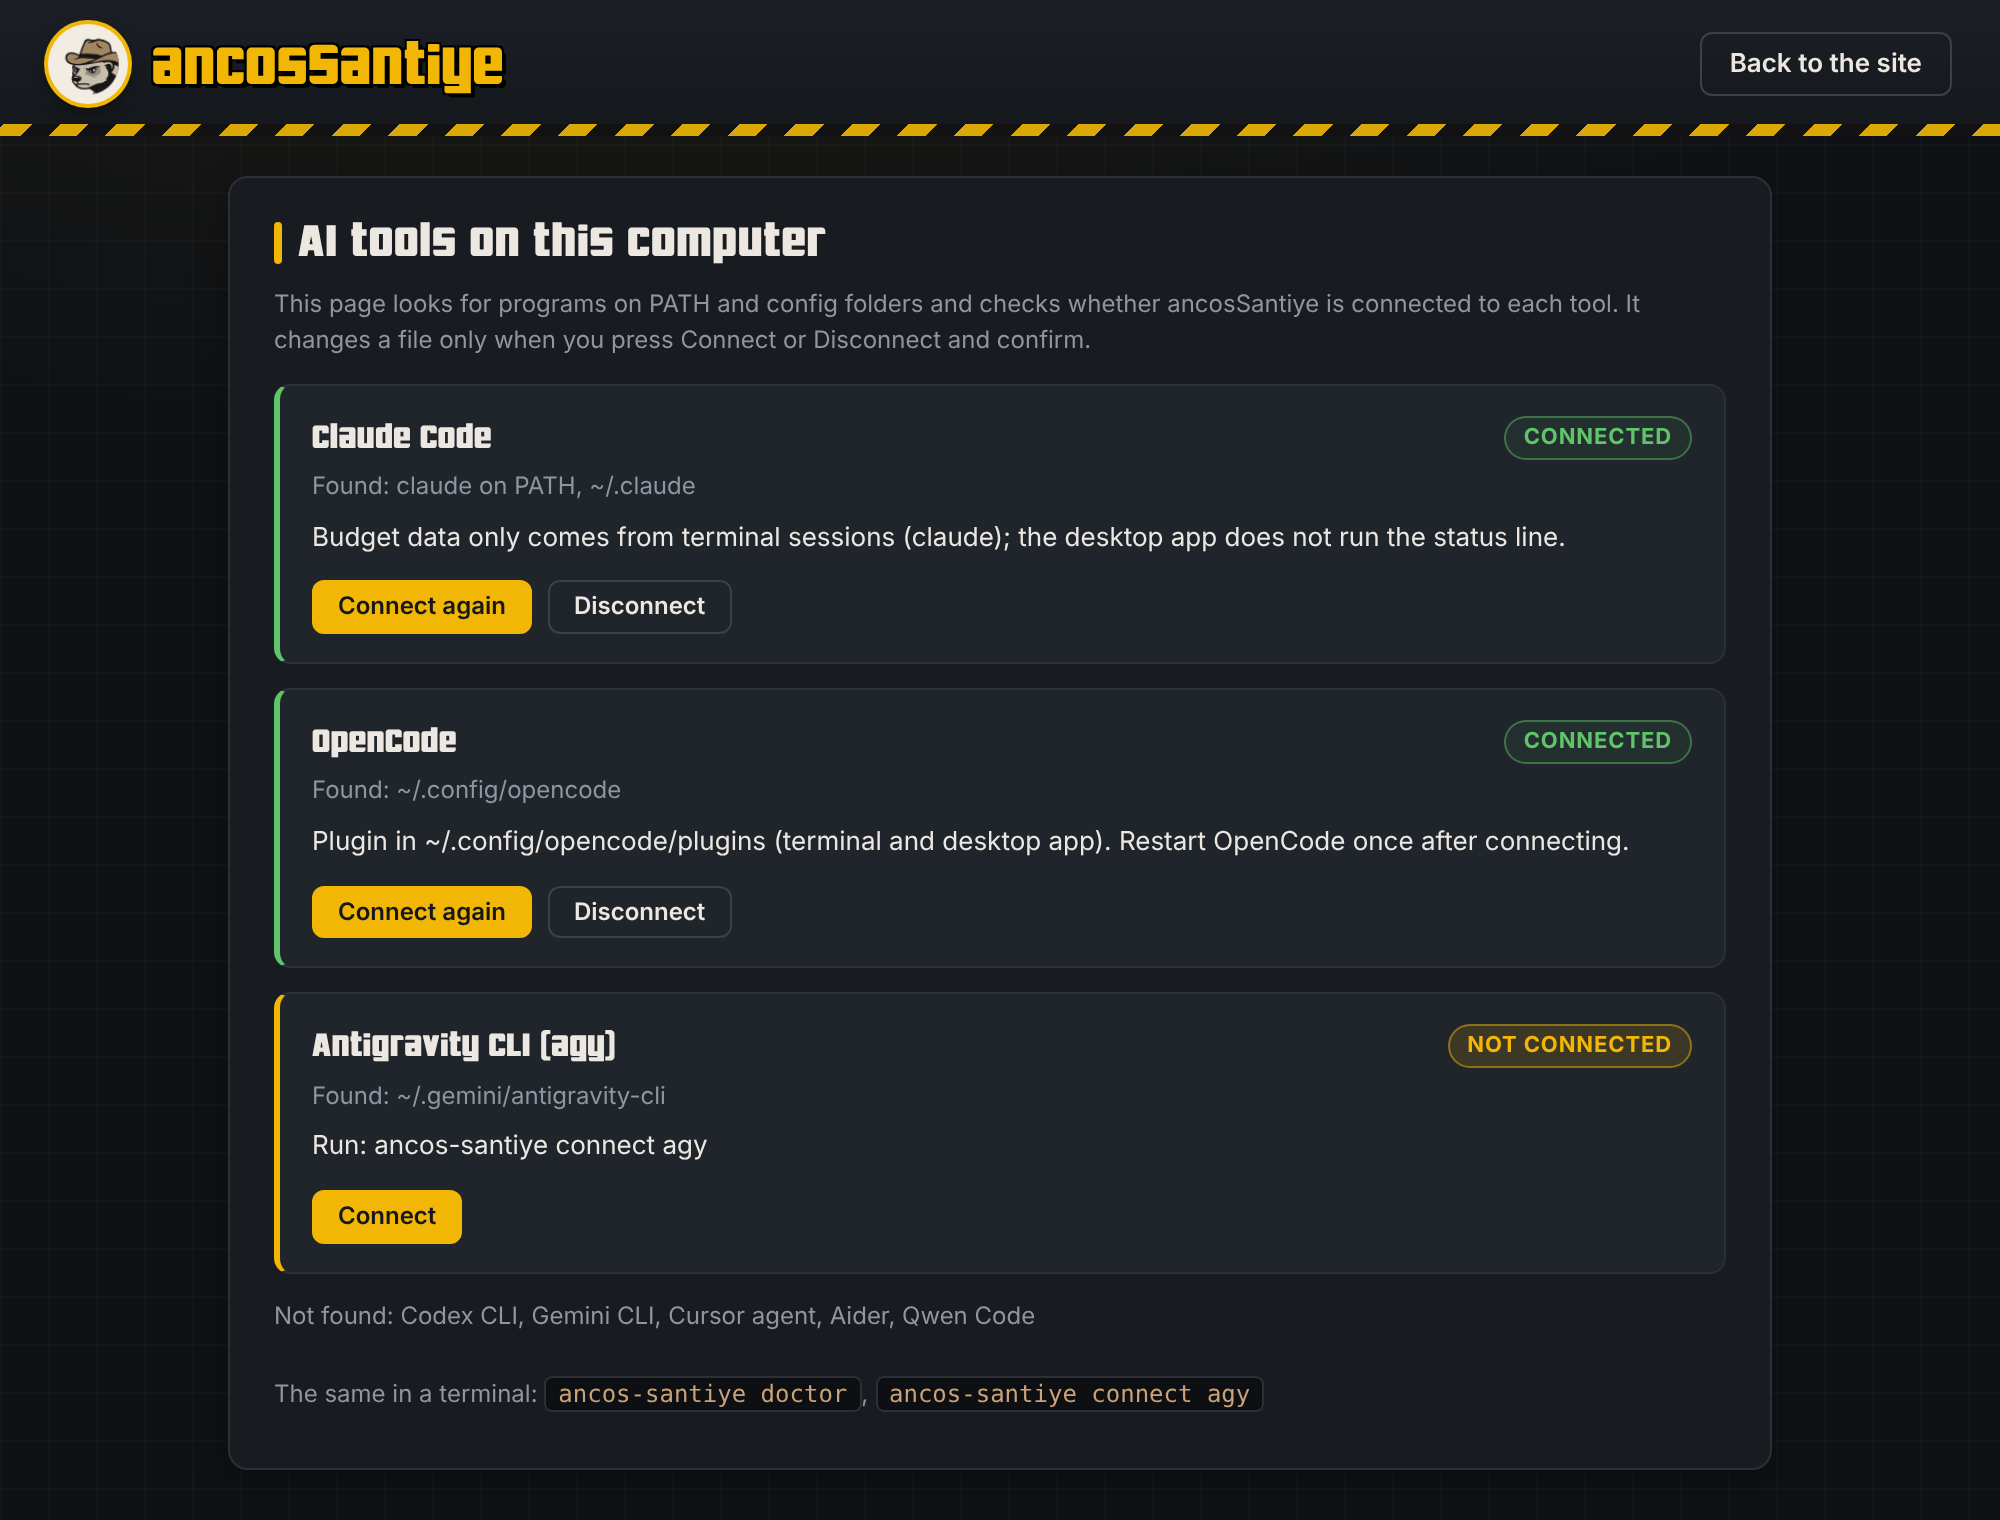 ancosSantiye
Back to the site
AI tools on this computer
This page looks for programs on PATH and config folders and checks whether ancosSantiye is connected to each tool. It
changes a file only when you press Connect or Disconnect and confirm.
Claude Code
CONNECTED
Found: claude on PATH, ~/.claude
Budget data only comes from terminal sessions (claude); the desktop app does not run the status line.
Connect again
Disconnect
OpenCode
CONNECTED
Found: ~/.config/opencode
Plugin in ~/.config/opencode/plugins (terminal and desktop app). Restart OpenCode once after connecting.
Connect again
Disconnect
Antigravity CLI (agy)
NOT CONNECTED
Found: ~/.gemini/antigravity-cli
Run: ancos-santiye connect agy
Connect
Not found: Codex CLI, Gemini CLI, Cursor agent, Aider, Qwen Code
The same in a terminal: ancos-santiye doctor, ancos-santiye connect agy